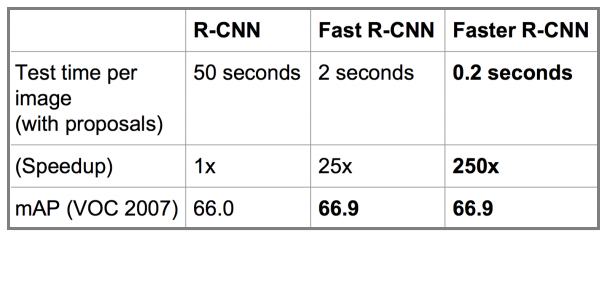 R-CNN Fast R-CNN Faster R-CNN
Test time per 50 seconds 2 seconds 0.2 seconds
image
(with proposals)
(Speedup) 1x 25x 250x
mAP (VOC 2007) 66.0 66.9 66.9